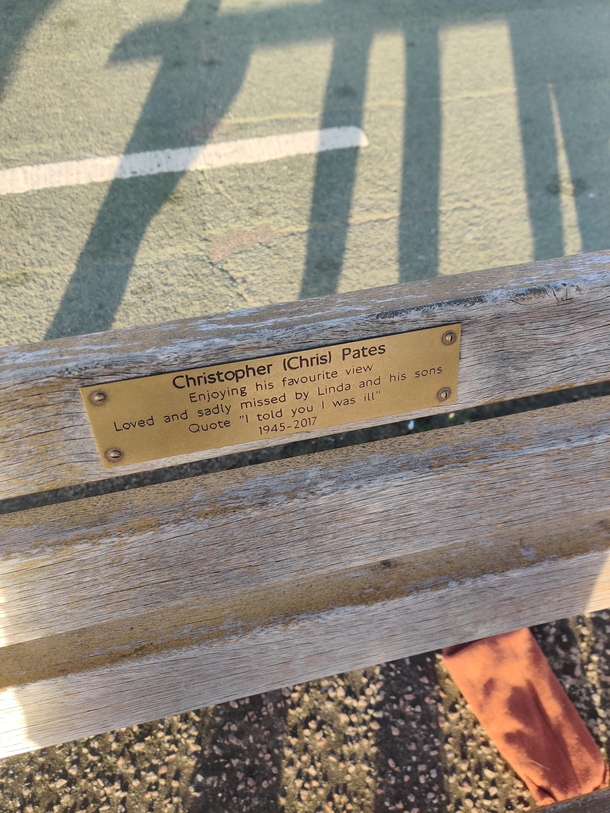 Christopher (Chris) Pates
Enjoying his favourite view
Loved and sadly missed by Linda and his sons
Quote "I told you I was ill"
1945-2017